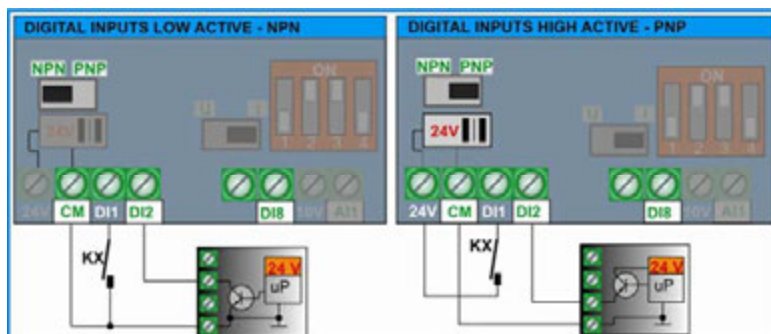 DIGITAL INPUTS LOW ACTIVE - NPN
NPN PNP
24V
ON
U I
1 2 3 4
24V CM DI1 DI2 DI8 10V AI1
KX
24 V
uP
DIGITAL INPUTS HIGH ACTIVE - PNP
NPN PNP
24V
ON
U I
1 2 3 4
24V CM DI1 DI2 DI8 10V AI1
KX
24 V
uP